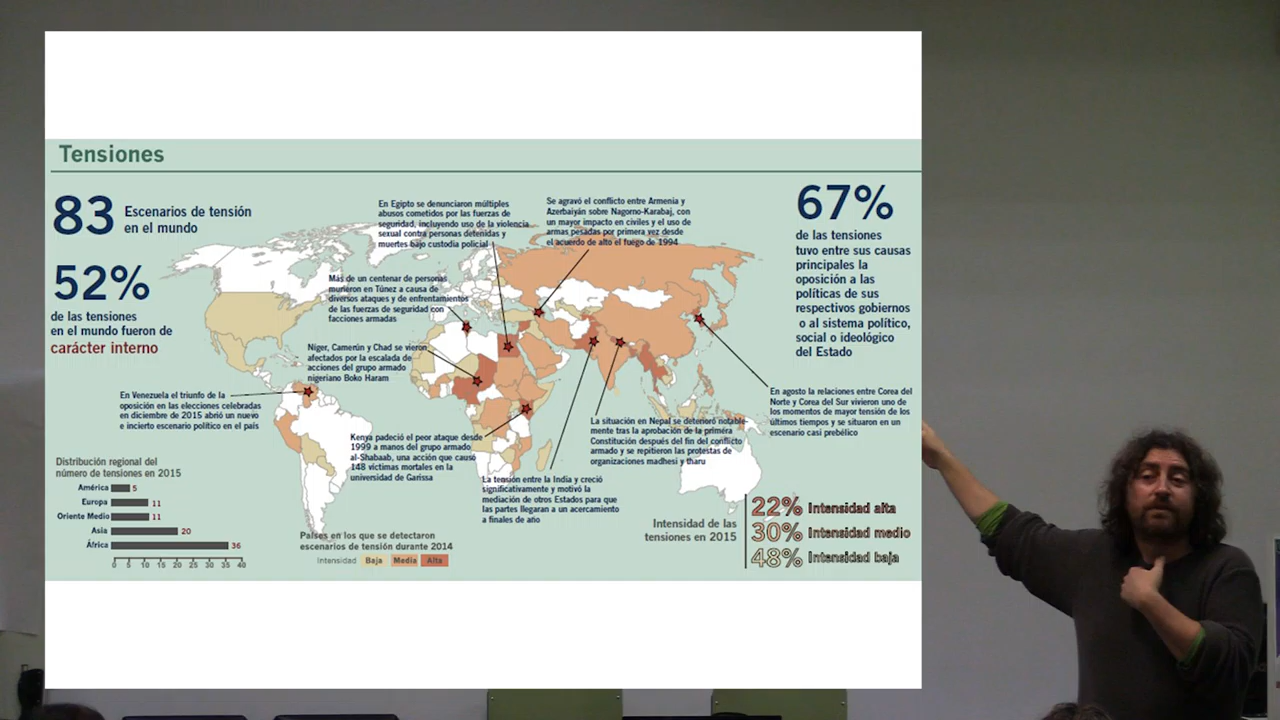 Tensiones
83 Escenarios de tensión
en el mundo
52%
de las tensiones
en el mundo fueron de
carácter interno
En Egipto se denunciaron múltiples
abusos cometidos por las fuerzas de
seguridad, incluyendo uso de la violencia
sexual contra personas detenidas y
muertes bajo custodia policial
Se agravó el conflicto entre Armenia y
Azerbaiyán sobre Nagorno-Karabaj, con
un mayor impacto en civiles y el uso de
armas pesadas por primera vez desde
el acuerdo de alto el fuego de 1994
67%
de las tensiones
tuvo entre sus causas
principales la
oposición a las
políticas de sus
respectivos gobiernos
o al sistema político,
social o ideológico
del Estado
Más de un centenar de personas
murieron en Túnez a causa de
diversos ataques y de enfrentamientos
de las fuerzas de seguridad con
facciones armadas
Níger, Camerún y Chad se vieron
afectados por la escalada de
acciones del grupo armado
nigeriano Boko Haram
En Venezuela el triunfo de la
oposición en las elecciones celebradas
en diciembre de 2015 abrió un nuevo
e incierto escenario político en el país
Kenya padeció el peor ataque desde
1999 a manos del grupo armado
al-Shabaab, una acción que causó
148 víctimas mortales en la
universidad de Garissa
La tensión entre la India y creció
significativamente y motivó la
mediación de otros Estados para que
las partes llegaran a un acercamiento
a finales de año
La situación en Nepal se deterioró notable-
mente tras la aprobación de la primera
Constitución después del fin del conflicto
armado y se repitieron las protestas de
organizaciones madhesi y tharu
En agosto la relaciones entre Corea del
Norte y Corea del Sur vivieron uno de
los momentos de mayor tensión de los
últimos tiempos y se situaron en un
escenario casi prebélico
Distribución regional del
número de tensiones en 2015
América 5
Europa 11
Oriente Medio 11
Asia 20
África 36
0 5 10 15 20 25 30 35 40
Países en los que se detectaron
escenarios de tensión durante 2014
Intensidad Baja Media Alta
Intensidad de las
tensiones en 2015
22% Intensidad alta
30% Intensidad medio
48% Intensidad baja